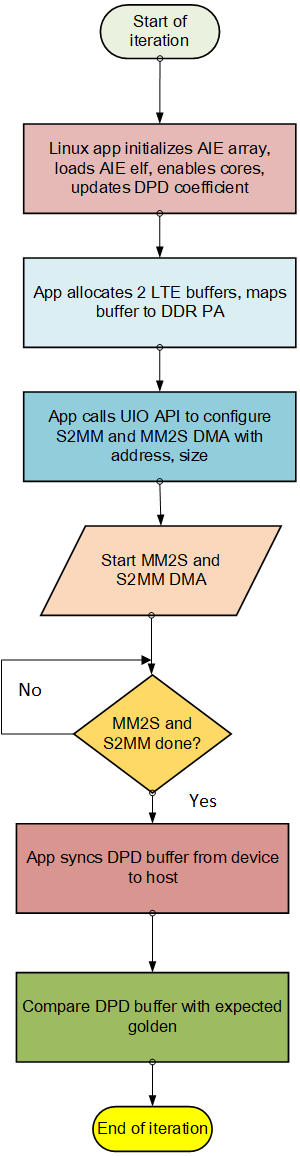 Start of
iteration
Linux app initializes AIE array,
loads AIE elf, enables cores,
updates DPD coefficient
App allocates 2 LTE buffers, maps
buffer to DDR PA
App calls UIO API to configure
S2MM and MM2S DMA with
address, size
Start MM2S and
S2MM DMA
No
MM2S and
S2MM done?
Yes
App syncs DPD buffer from device
to host
Compare DPD buffer with expected
golden
End of iteration